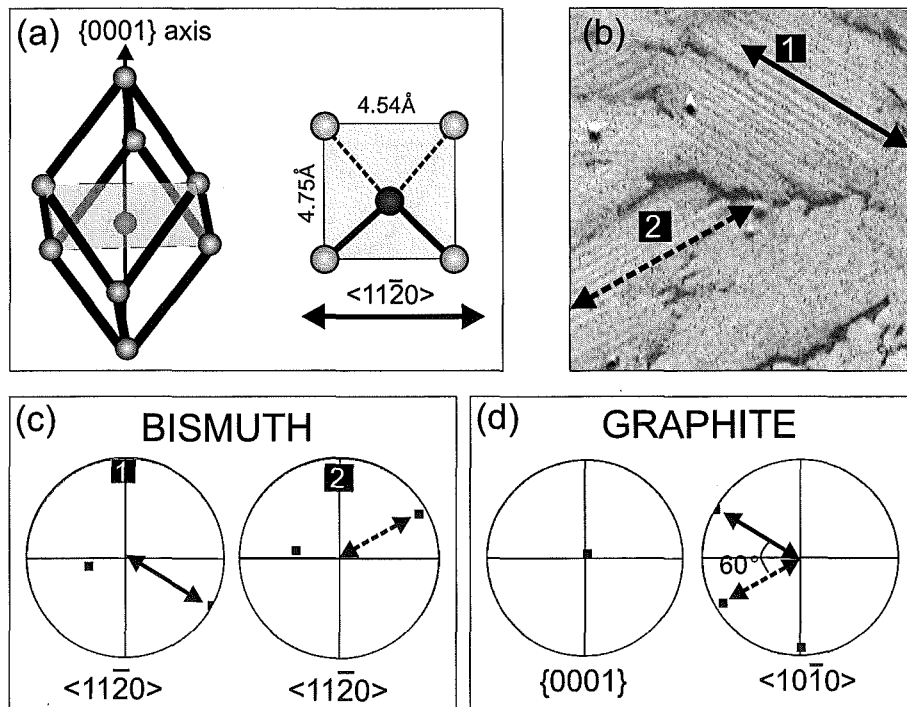 (a)
{0001} axis
4.54Å
4.75Å
<112̅0>
(b)
1
2
(c)
BISMUTH
1
2
<112̅0>
<112̅0>
(d)
GRAPHITE
60°
{0001}
<101̅0>